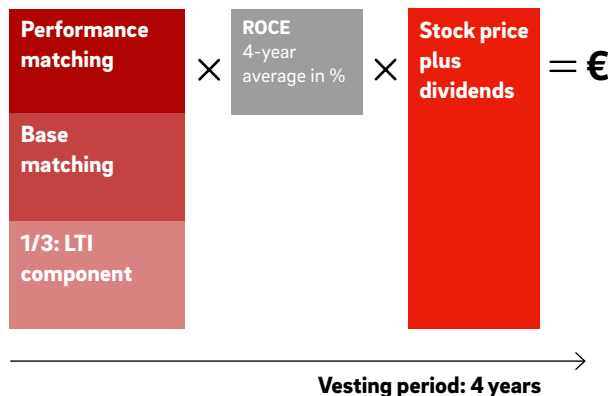 Performance
matching
×
ROCE
4-year
average in %
×
Stock price
plus
dividends
= €
Base
matching
1/3: LTI
component
Vesting period: 4 years